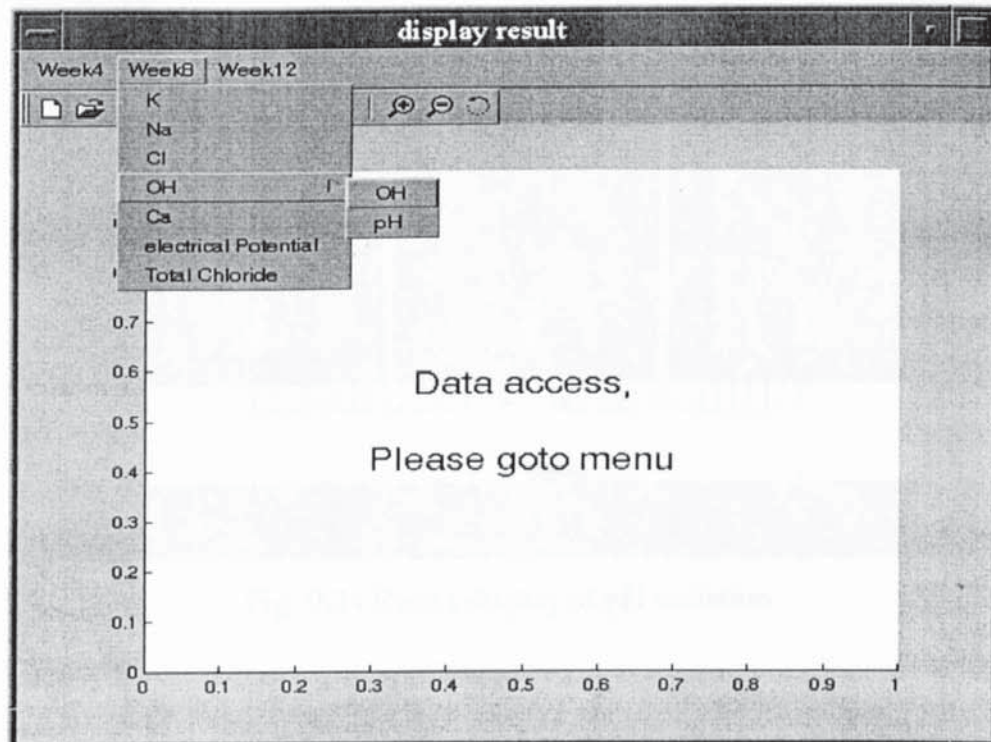 display result
Week4 Week8 Week12
K
Na
Cl
OH
OH
pH
Ca
electrical Potential
Total Chloride
0.7
0.6
Data access,
0.5
Please goto menu
0.4
0.3
0.2
0.1
0
0 0.1 0.2 0.3 0.4 0.5 0.6 0.7 0.8 0.9 1